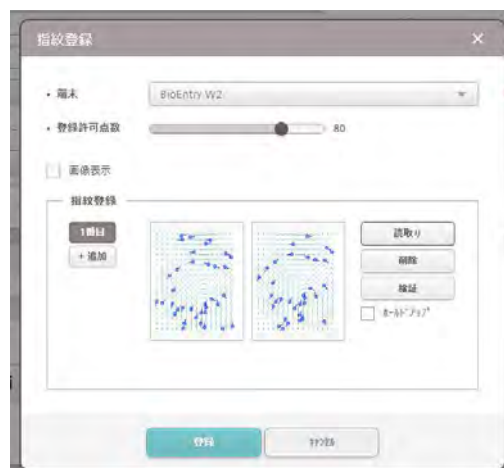 指紋登録
・ 端末
BioEntry W2
・ 登録許可点数
80
画像表示
指紋登録
1番目
+ 追加
読取り
削除
検証
ホールドアップ
登録
キャンセル